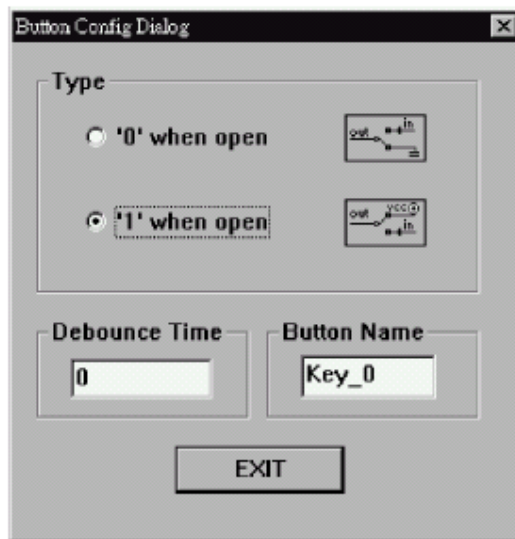 Button Config Dialog
Type
'0' when open
out in
'1' when open
out vcc
in
Debounce Time
Button Name
0
Key_0
EXIT